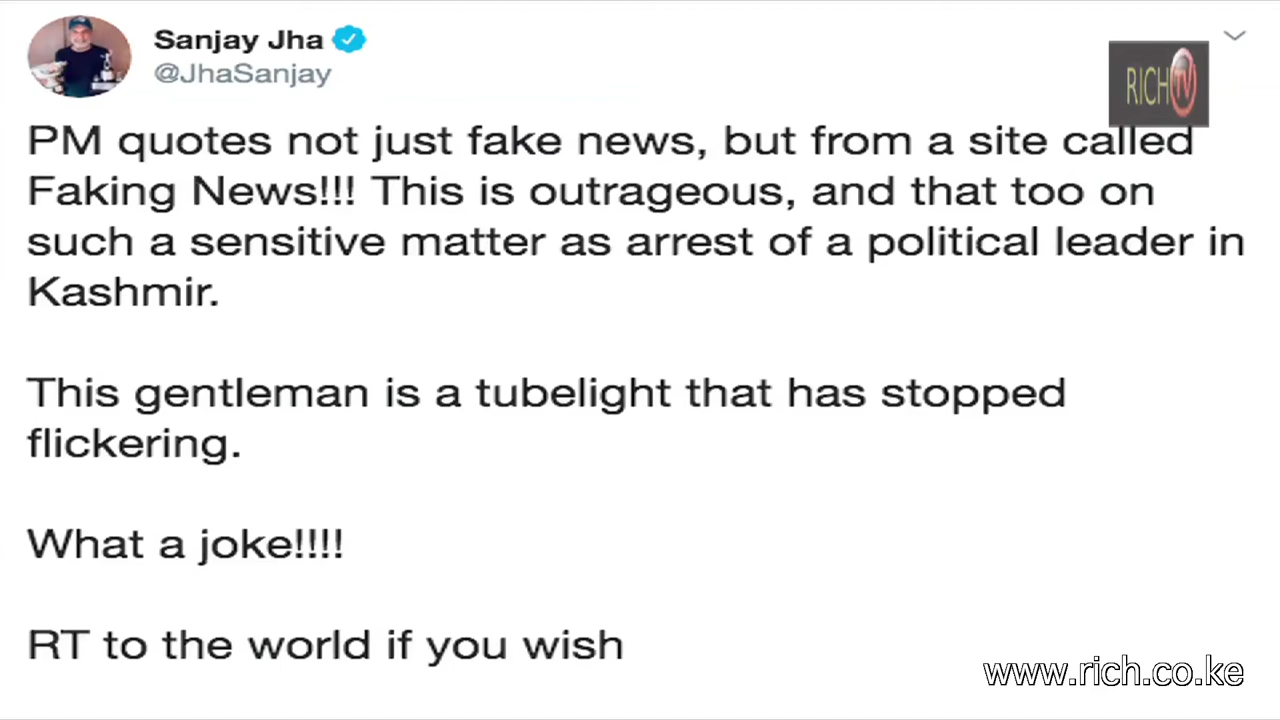 Sanjay Jha
@JhaSanjay
RICH TV
PM quotes not just fake news, but from a site called
Faking News!!! This is outrageous, and that too on
such a sensitive matter as arrest of a political leader in
Kashmir.
This gentleman is a tubelight that has stopped
flickering.
What a joke!!!!
RT to the world if you wish
www.rich.co.ke